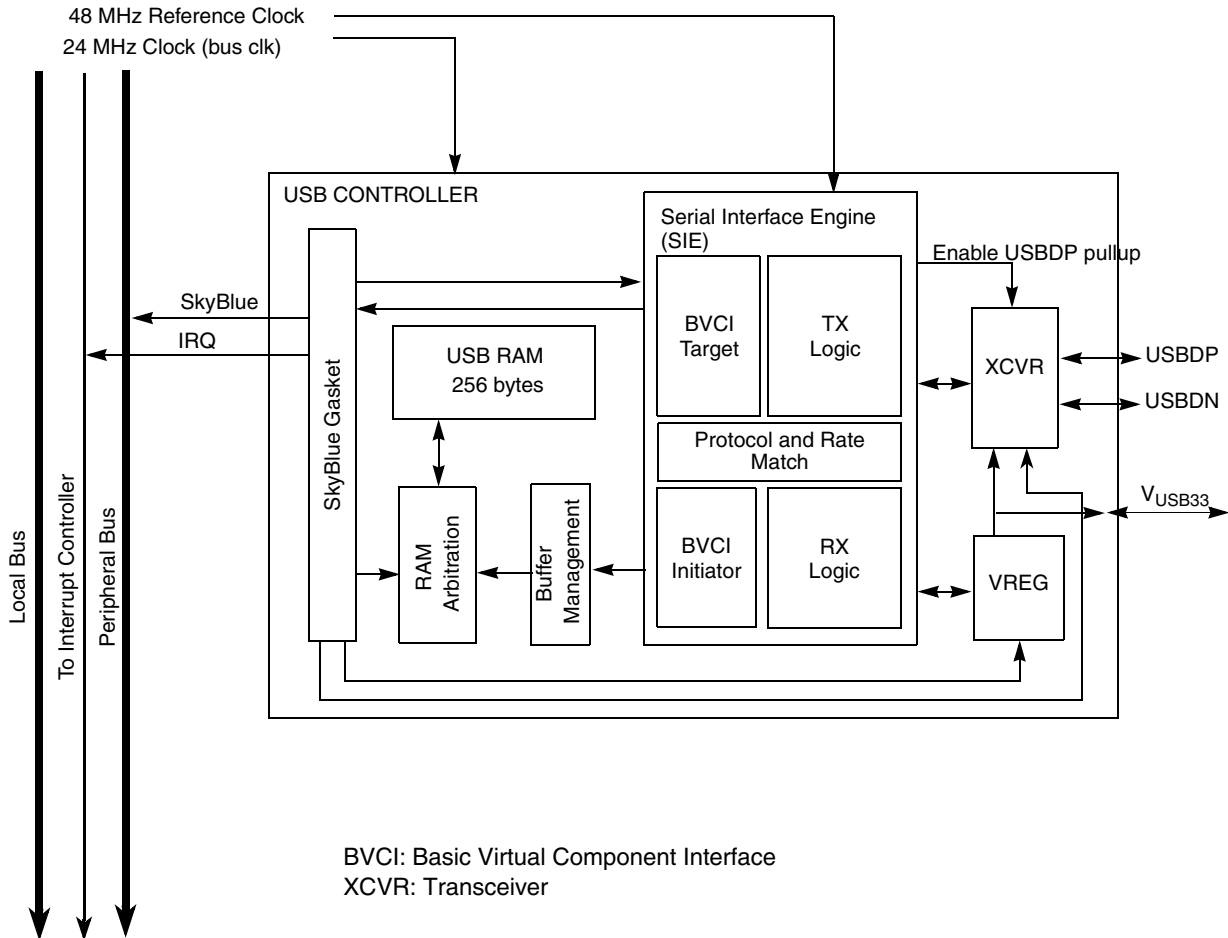 48 MHz Reference Clock
24 MHz Clock (bus clk)
USB CONTROLLER
Serial Interface Engine
(SIE)
Enable USBDP pullup
SkyBlue
IRQ
SkyBlue Gasket
USB RAM
256 bytes
BVCI
Target
TX
Logic
XCVR
USBDP
USBDN
Protocol and Rate
Match
VUSB33
RAM
Arbitration
Buffer
Management
BVCI
Initiator
RX
Logic
VREG
Local Bus
To Interrupt Controller
Peripheral Bus
BVCI: Basic Virtual Component Interface
XCVR: Transceiver